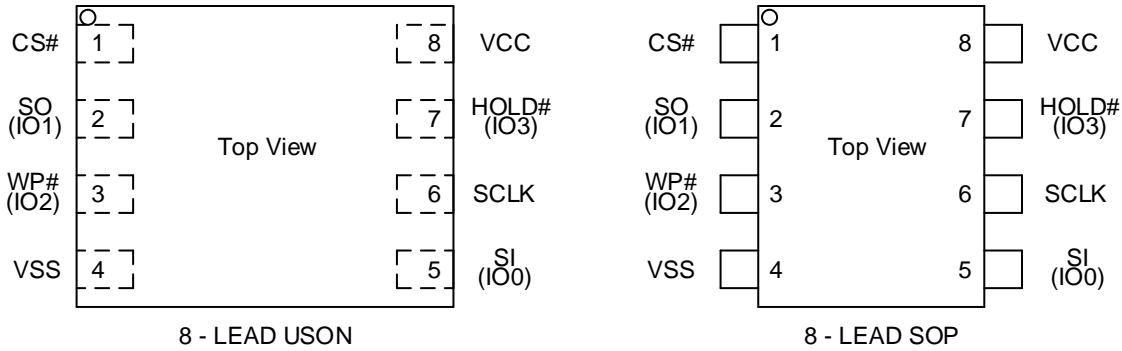 CS#
1
8
VCC
SO
(IO1)
2
7
HOLD#
(IO3)
Top View
WP#
(IO2)
3
6
SCLK
VSS
4
5
SI
(IO0)
8 - LEAD USON
CS#
1
8
VCC
SO
(IO1)
2
7
HOLD#
(IO3)
Top View
WP#
(IO2)
3
6
SCLK
VSS
4
5
SI
(IO0)
8 - LEAD SOP